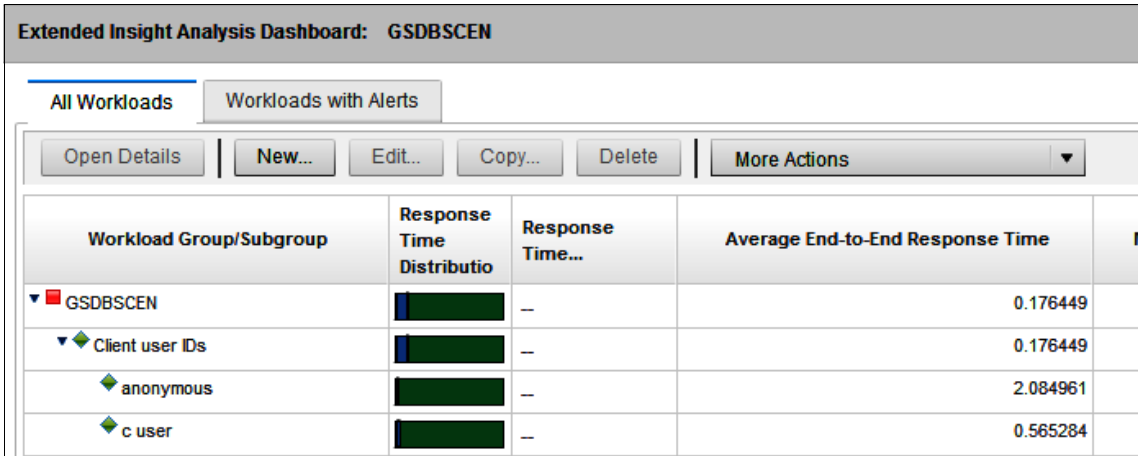 Extended Insight Analysis Dashboard: GSDBSCEN
All Workloads Workloads with Alerts
Open Details New... Edit... Copy... Delete More Actions
Workload Group/Subgroup
Response
Time
Distributio
Response
Time...
Average End-to-End Response Time
GSDBSCEN -- 0.176449
Client user IDs -- 0.176449
anonymous -- 2.084961
c user -- 0.565284